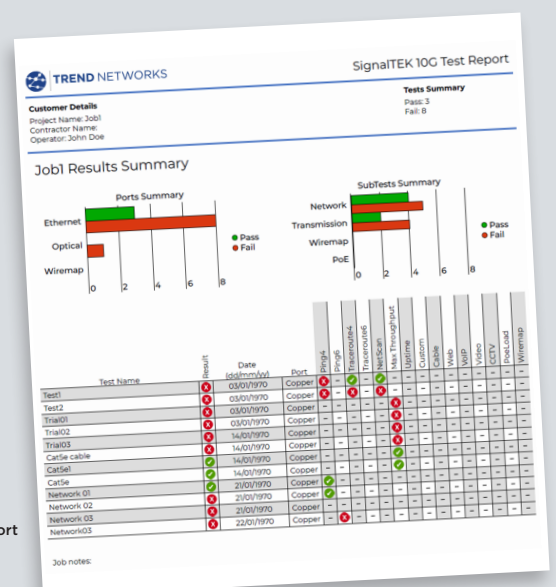 TREND NETWORKS
SignalTEK 10G Test Report
Customer Details
Project Name: Job1
Contractor Name:
Operator: John Doe
Tests Summary
Pass: 3
Fail: 8
Job1 Results Summary
Ports Summary
Ethernet
Optical
Wiremap
0 2 4 6 8
Pass
Fail
SubTests Summary
Network
Transmission
Wiremap
PoE
0 2 4 6 8
Pass
Fail
Test Name Result Date (dd/mm/yy) Port Ping4 Ping6 Traceroute4 Traceroute6 NetScan Max Throughput Uptime Custom Cable Web VoIP Video CCTV PoeLoad Wiremap
Test1 03/01/1970 Copper
Test2 03/01/1970 Copper
Trial01 03/01/1970 Copper
Trial02 03/01/1970 Copper
Trial03 14/01/1970 Copper
Cat5e cable 14/01/1970 Copper
Cat5e1 14/01/1970 Copper
Cat5e 14/01/1970 Copper
Network 01 21/01/1970 Copper
Network 02 21/01/1970 Copper
Network 03 21/01/1970 Copper
Network03 22/01/1970 Copper
Job notes:
ort